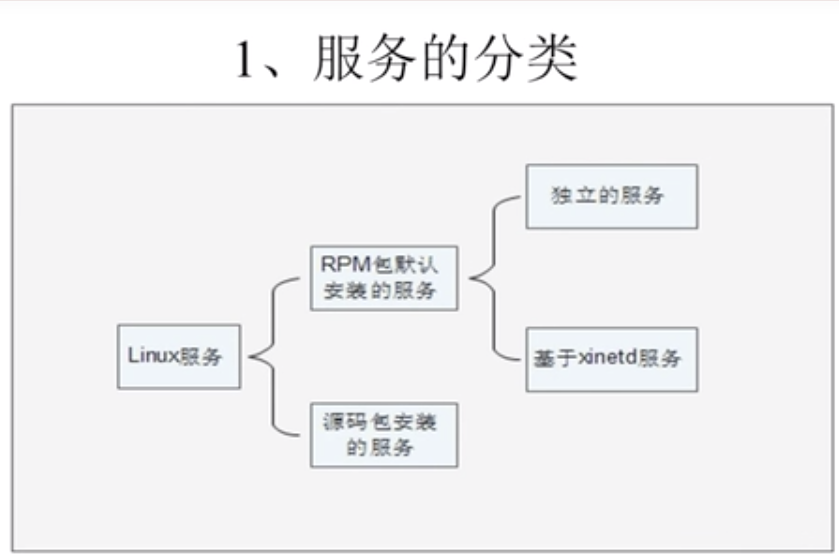 1、服务的分类
独立的服务
RPM包默认
安装的服务
Linux服务
基于xinetd服务
源码包安装
的服务